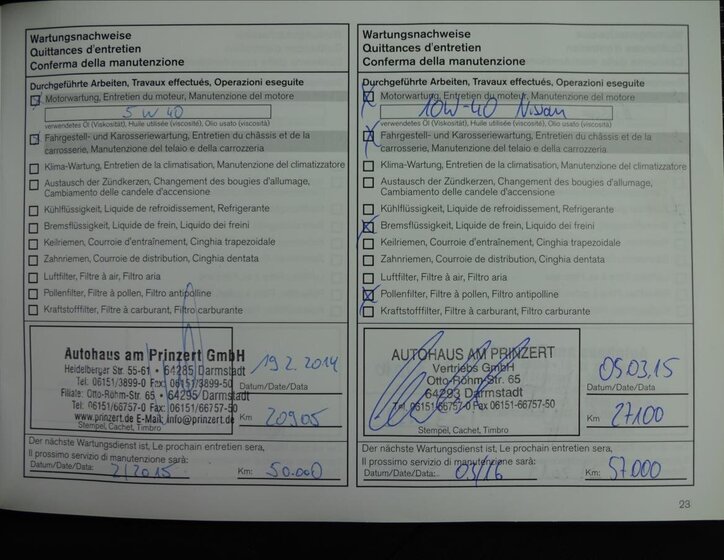 Wartungsnachweise
Quittances d'entretien
Conferma della manutenzione
Durchgeführte Arbeiten, Travaux effectués, Operazioni eseguite
Motorwartung, Entretien du moteur, Manutenzione del motore
5W40
verwendetes Öl (Viskosität), Huile utilisée (viscosité), Olio usato (viscosità)
Fahrgestell- und Karosseriewartung, Entretien du châssis et de la
carrosserie, Manutenzione del telaio e della carrozzeria
Klima-Wartung, Entretien de la climatisation, Manutenzione del climatizzatore
Austausch der Zündkerzen, Changement des bougies d'allumage,
Cambiamento delle candele d'accensione
Kühlflüssigkeit, Liquide de refroidissement, Refrigerante
Bremsflüssigkeit, Liquide de frein, Liquido dei freini
Keilriemen, Courroie d'entraînement, Cinghia trapezoidale
Zahnriemen, Courroie de distribution, Cinghia dentata
Luftfilter, Filtre à air, Filtro aria
Pollenfilter, Filtre à pollen, Filtro antipolline
Kraftstofffilter, Filtre à carburant, Filtro carburante
Autohaus am Prinzert GmbH
Heidelberger Str. 55-61 • 64285 Darmstadt
Tel: 06151/3899-0 Fax: 06151/3899-50
Filiale: Otto-Röhm-Str. 65 • 64295 Darmstadt
Tel: 06151/66757-0 Fax: 06151/66757-50
www.prinzert.de E-Mail: info@prinzert.de
Stempel, Cachet, Timbro
19.2.2014
Datum/Date/Data
20905
Km
Der nächste Wartungsdienst ist, Le prochain entretien sera,
Il prossimo servizio di manutenzione sarà:
Datum/Date/Data: 2/2015 Km: 50.000
Wartungsnachweise
Quittances d'entretien
Conferma della manutenzione
Durchgeführte Arbeiten, Travaux effectués, Operazioni eseguite
Motorwartung, Entretien du moteur, Manutenzione del motore
10W-40 Nissan
verwendetes Öl (Viskosität), Huile utilisée (viscosité), Olio usato (viscosità)
Fahrgestell- und Karosseriewartung, Entretien du châssis et de la
carrosserie, Manutenzione del telaio e della carrozzeria
Klima-Wartung, Entretien de la climatisation, Manutenzione del climatizzatore
Austausch der Zündkerzen, Changement des bougies d'allumage,
Cambiamento delle candele d'accensione
Kühlflüssigkeit, Liquide de refroidissement, Refrigerante
Bremsflüssigkeit, Liquide de frein, Liquido dei freini
Keilriemen, Courroie d'entraînement, Cinghia trapezoidale
Zahnriemen, Courroie de distribution, Cinghia dentata
Luftfilter, Filtre à air, Filtro aria
Pollenfilter, Filtre à pollen, Filtro antipolline
Kraftstofffilter, Filtre à carburant, Filtro carburante
AUTOHAUS AM PRINZERT
Vertriebs GmbH
Otto-Röhm-Str. 65
64293 Darmstadt
Tel. 06151-66757-0 Fax 06151-66757-50
Stempel, Cachet, Timbro
05.03.15
Datum/Date/Data
27100
Km
Der nächste Wartungsdienst ist, Le prochain entretien sera,
Il prossimo servizio di manutenzione sarà:
Datum/Date/Data: 03/16 Km: 57.000
23